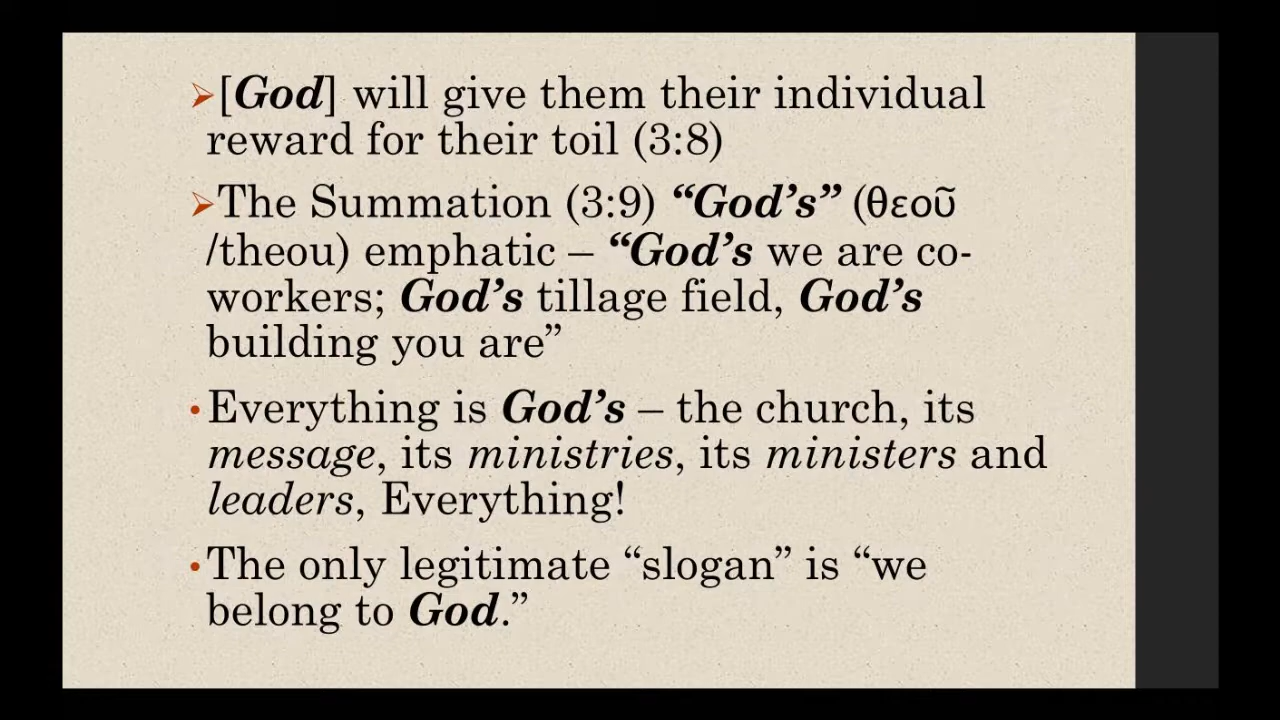 ➢[God] will give them their individual
reward for their toil (3:8)
➢The Summation (3:9) “God’s” (θεοῦ
/theou) emphatic – “God’s we are co-
workers; God’s tillage field, God’s
building you are”
•Everything is God’s – the church, its
message, its ministries, its ministers and
leaders, Everything!
•The only legitimate “slogan” is “we
belong to God.”